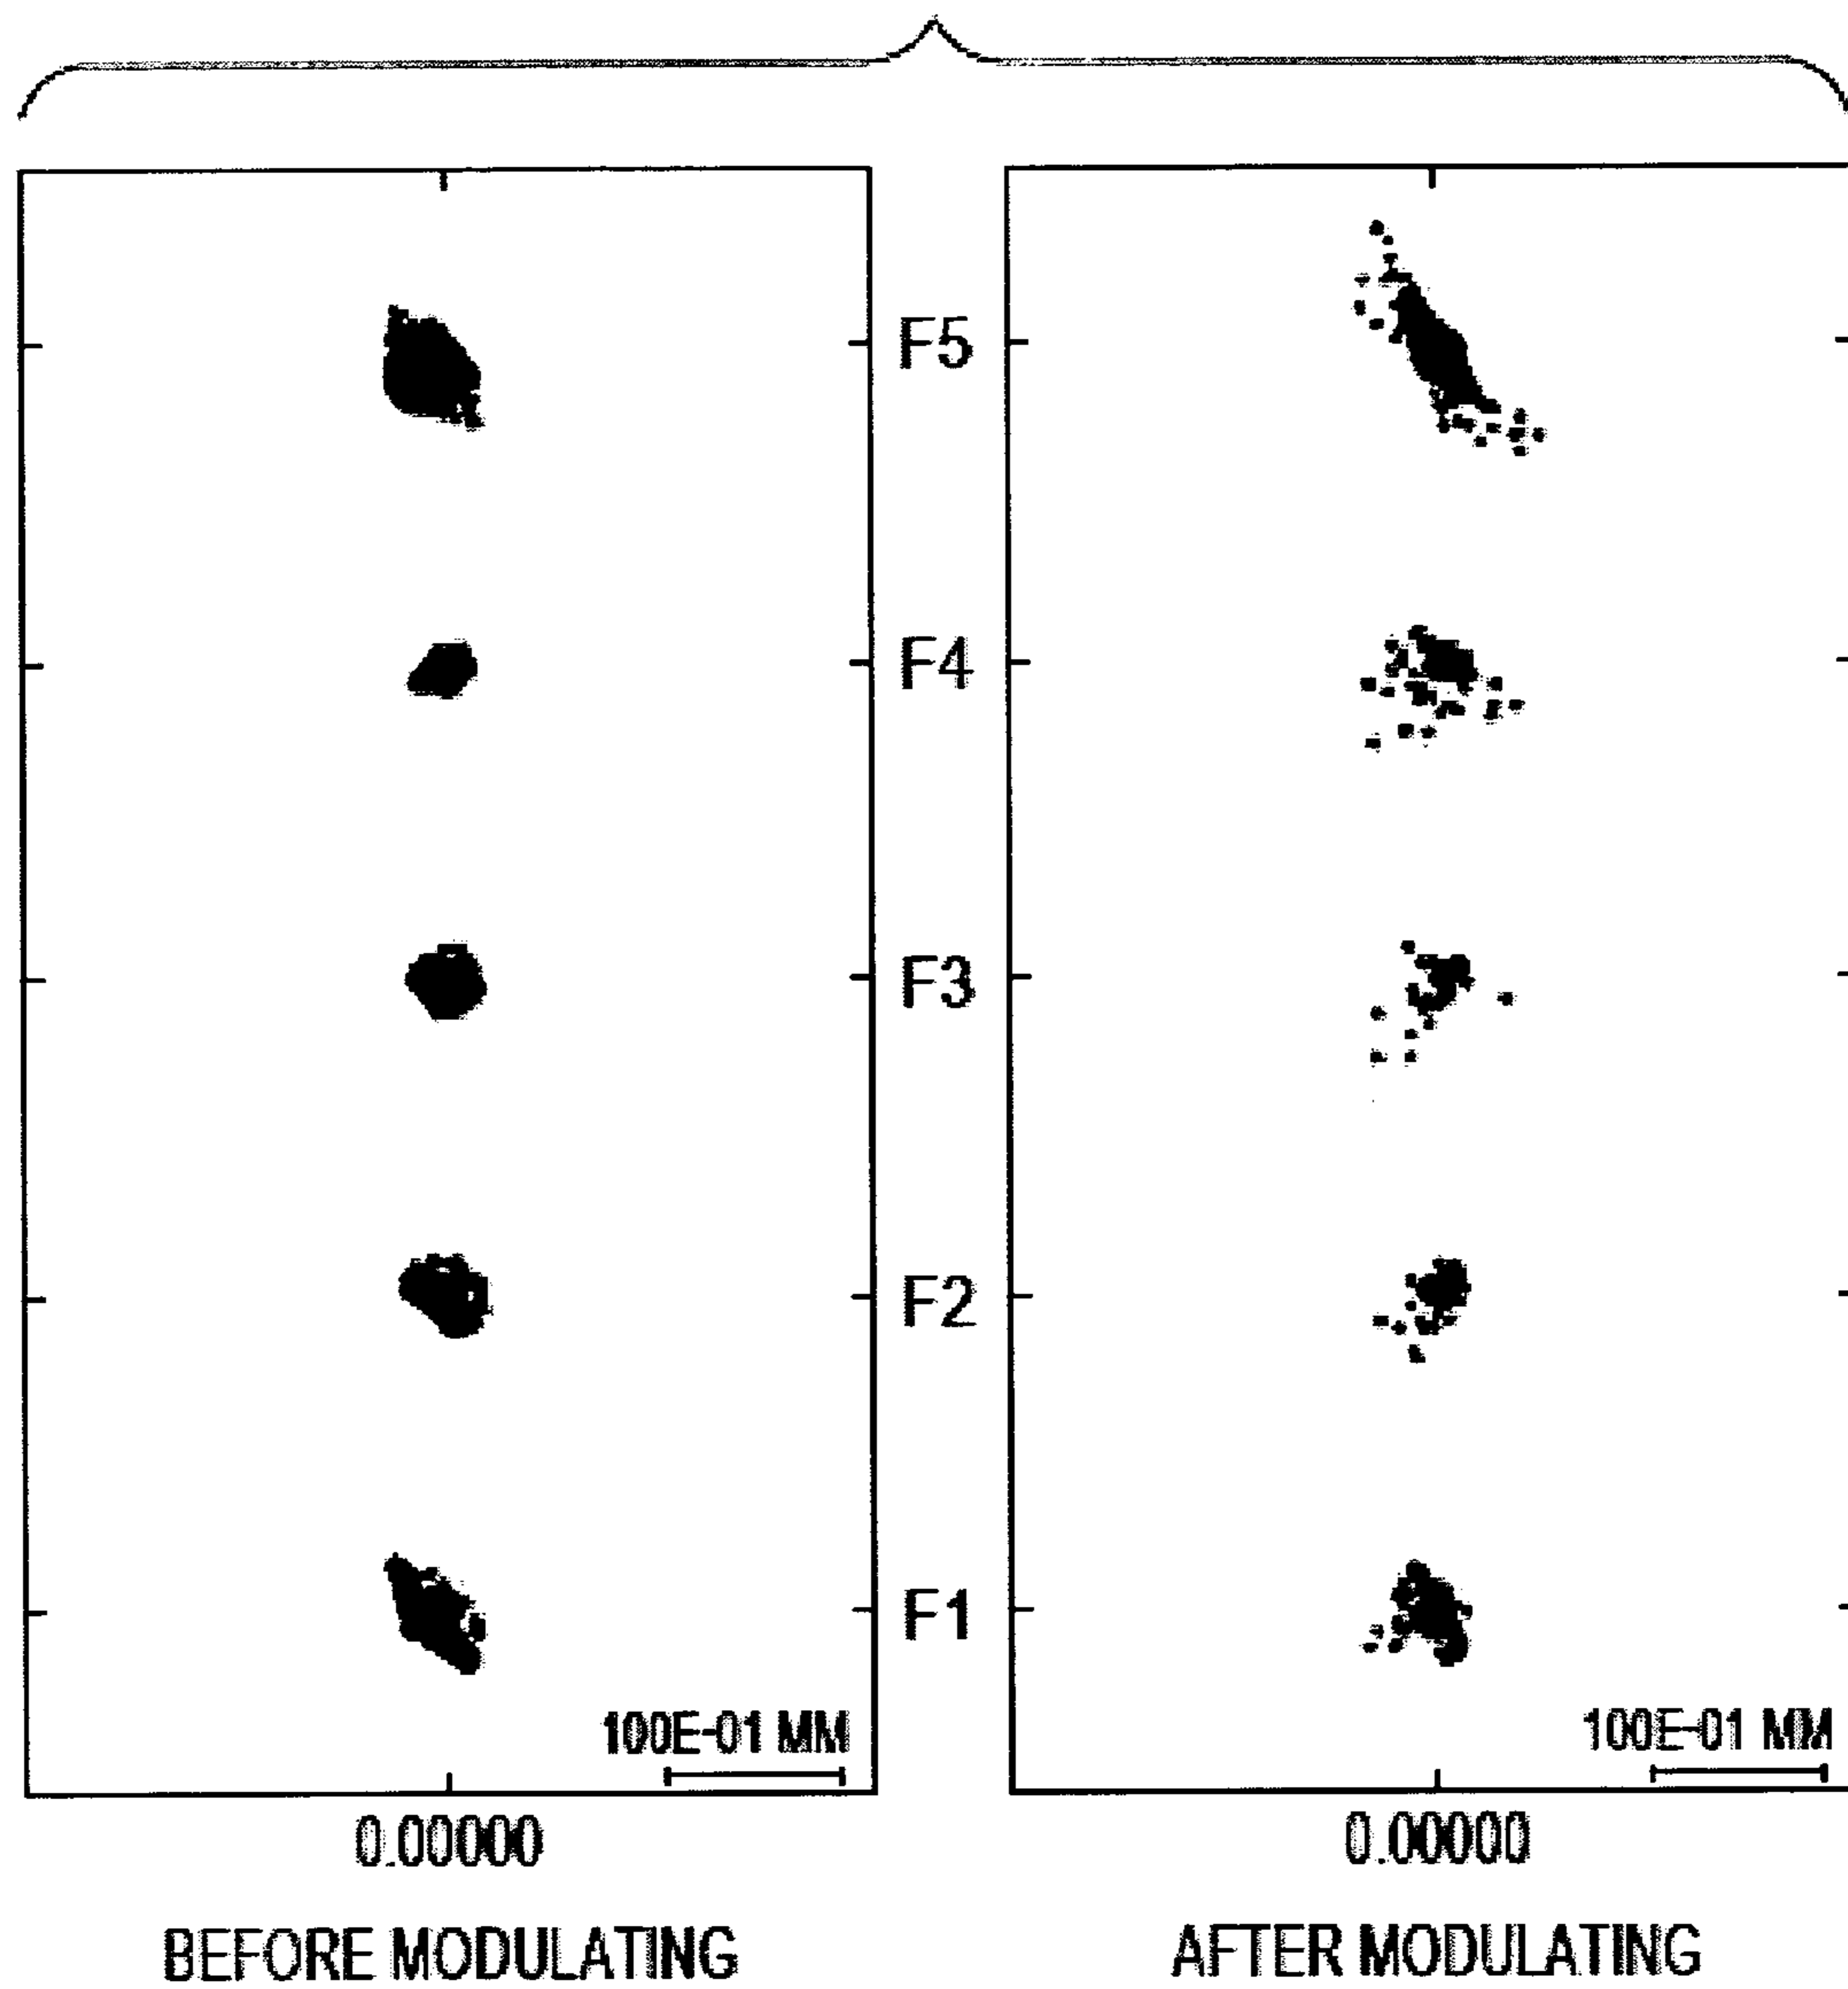 F5
F4
F3
F2
F1
100E-01 MM
100E-01 MM
0.00000
0.00000
BEFORE MODULATING
AFTER MODULATING